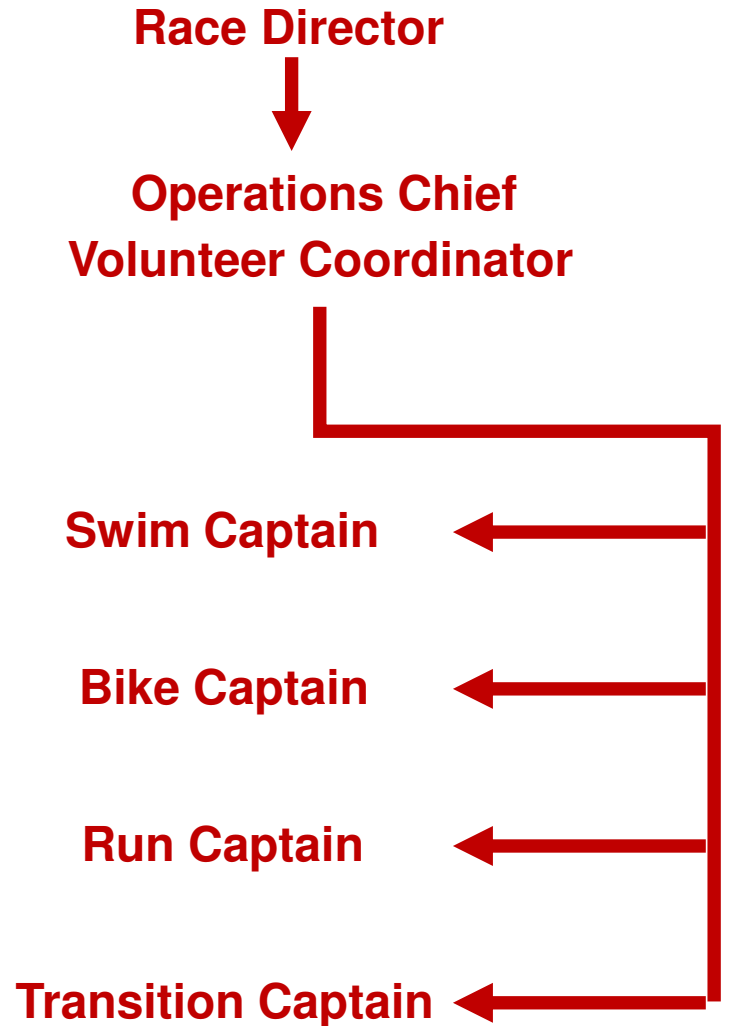 Race Director
Operations Chief
Volunteer Coordinator
Swim Captain
Bike Captain
Run Captain
Transition Captain